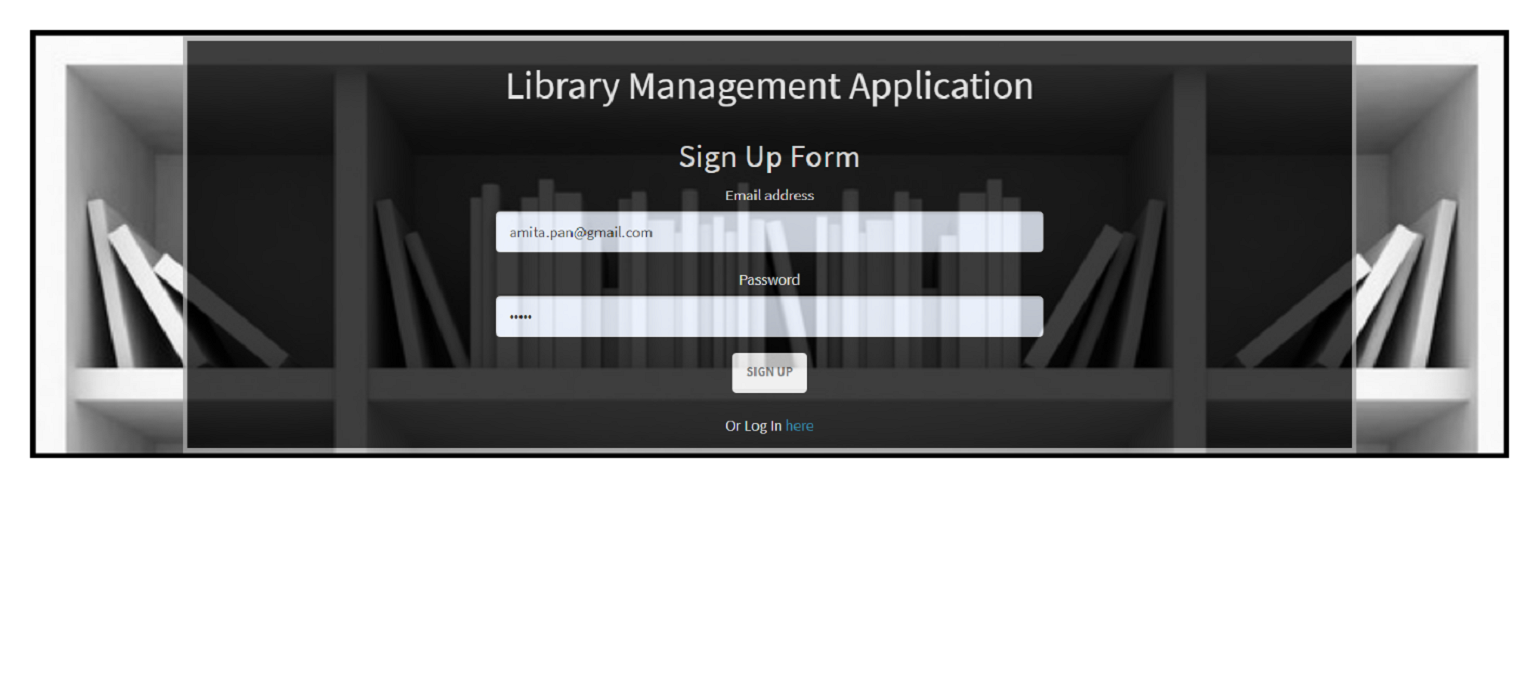 Library Management Application
Sign Up Form
Email address
amita.pan@gmail.com
Password
•••••
SIGN UP
Or Log In here